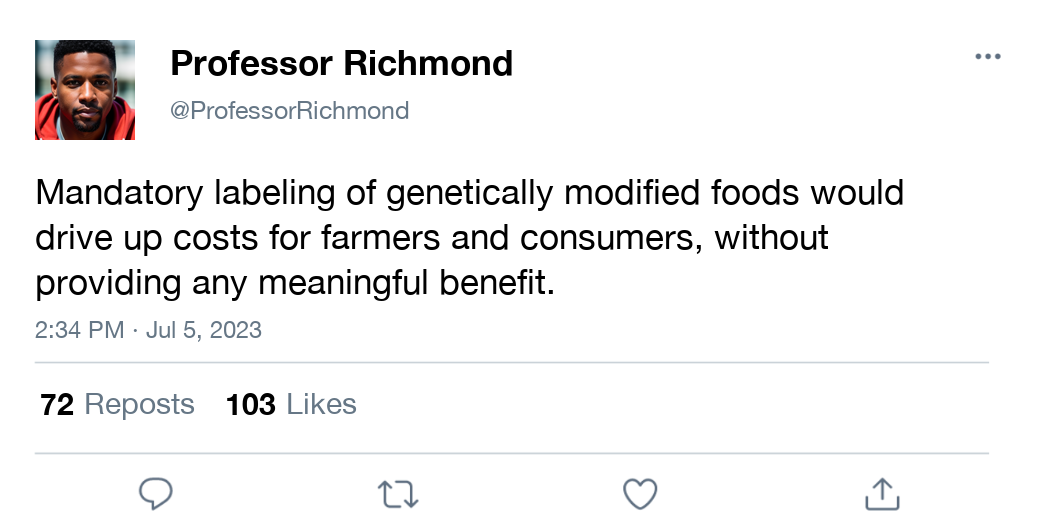 Professor Richmond
@ProfessorRichmond
Mandatory labeling of genetically modified foods would
drive up costs for farmers and consumers, without
providing any meaningful benefit.
2:34 PM · Jul 5, 2023
72 Reposts 103 Likes